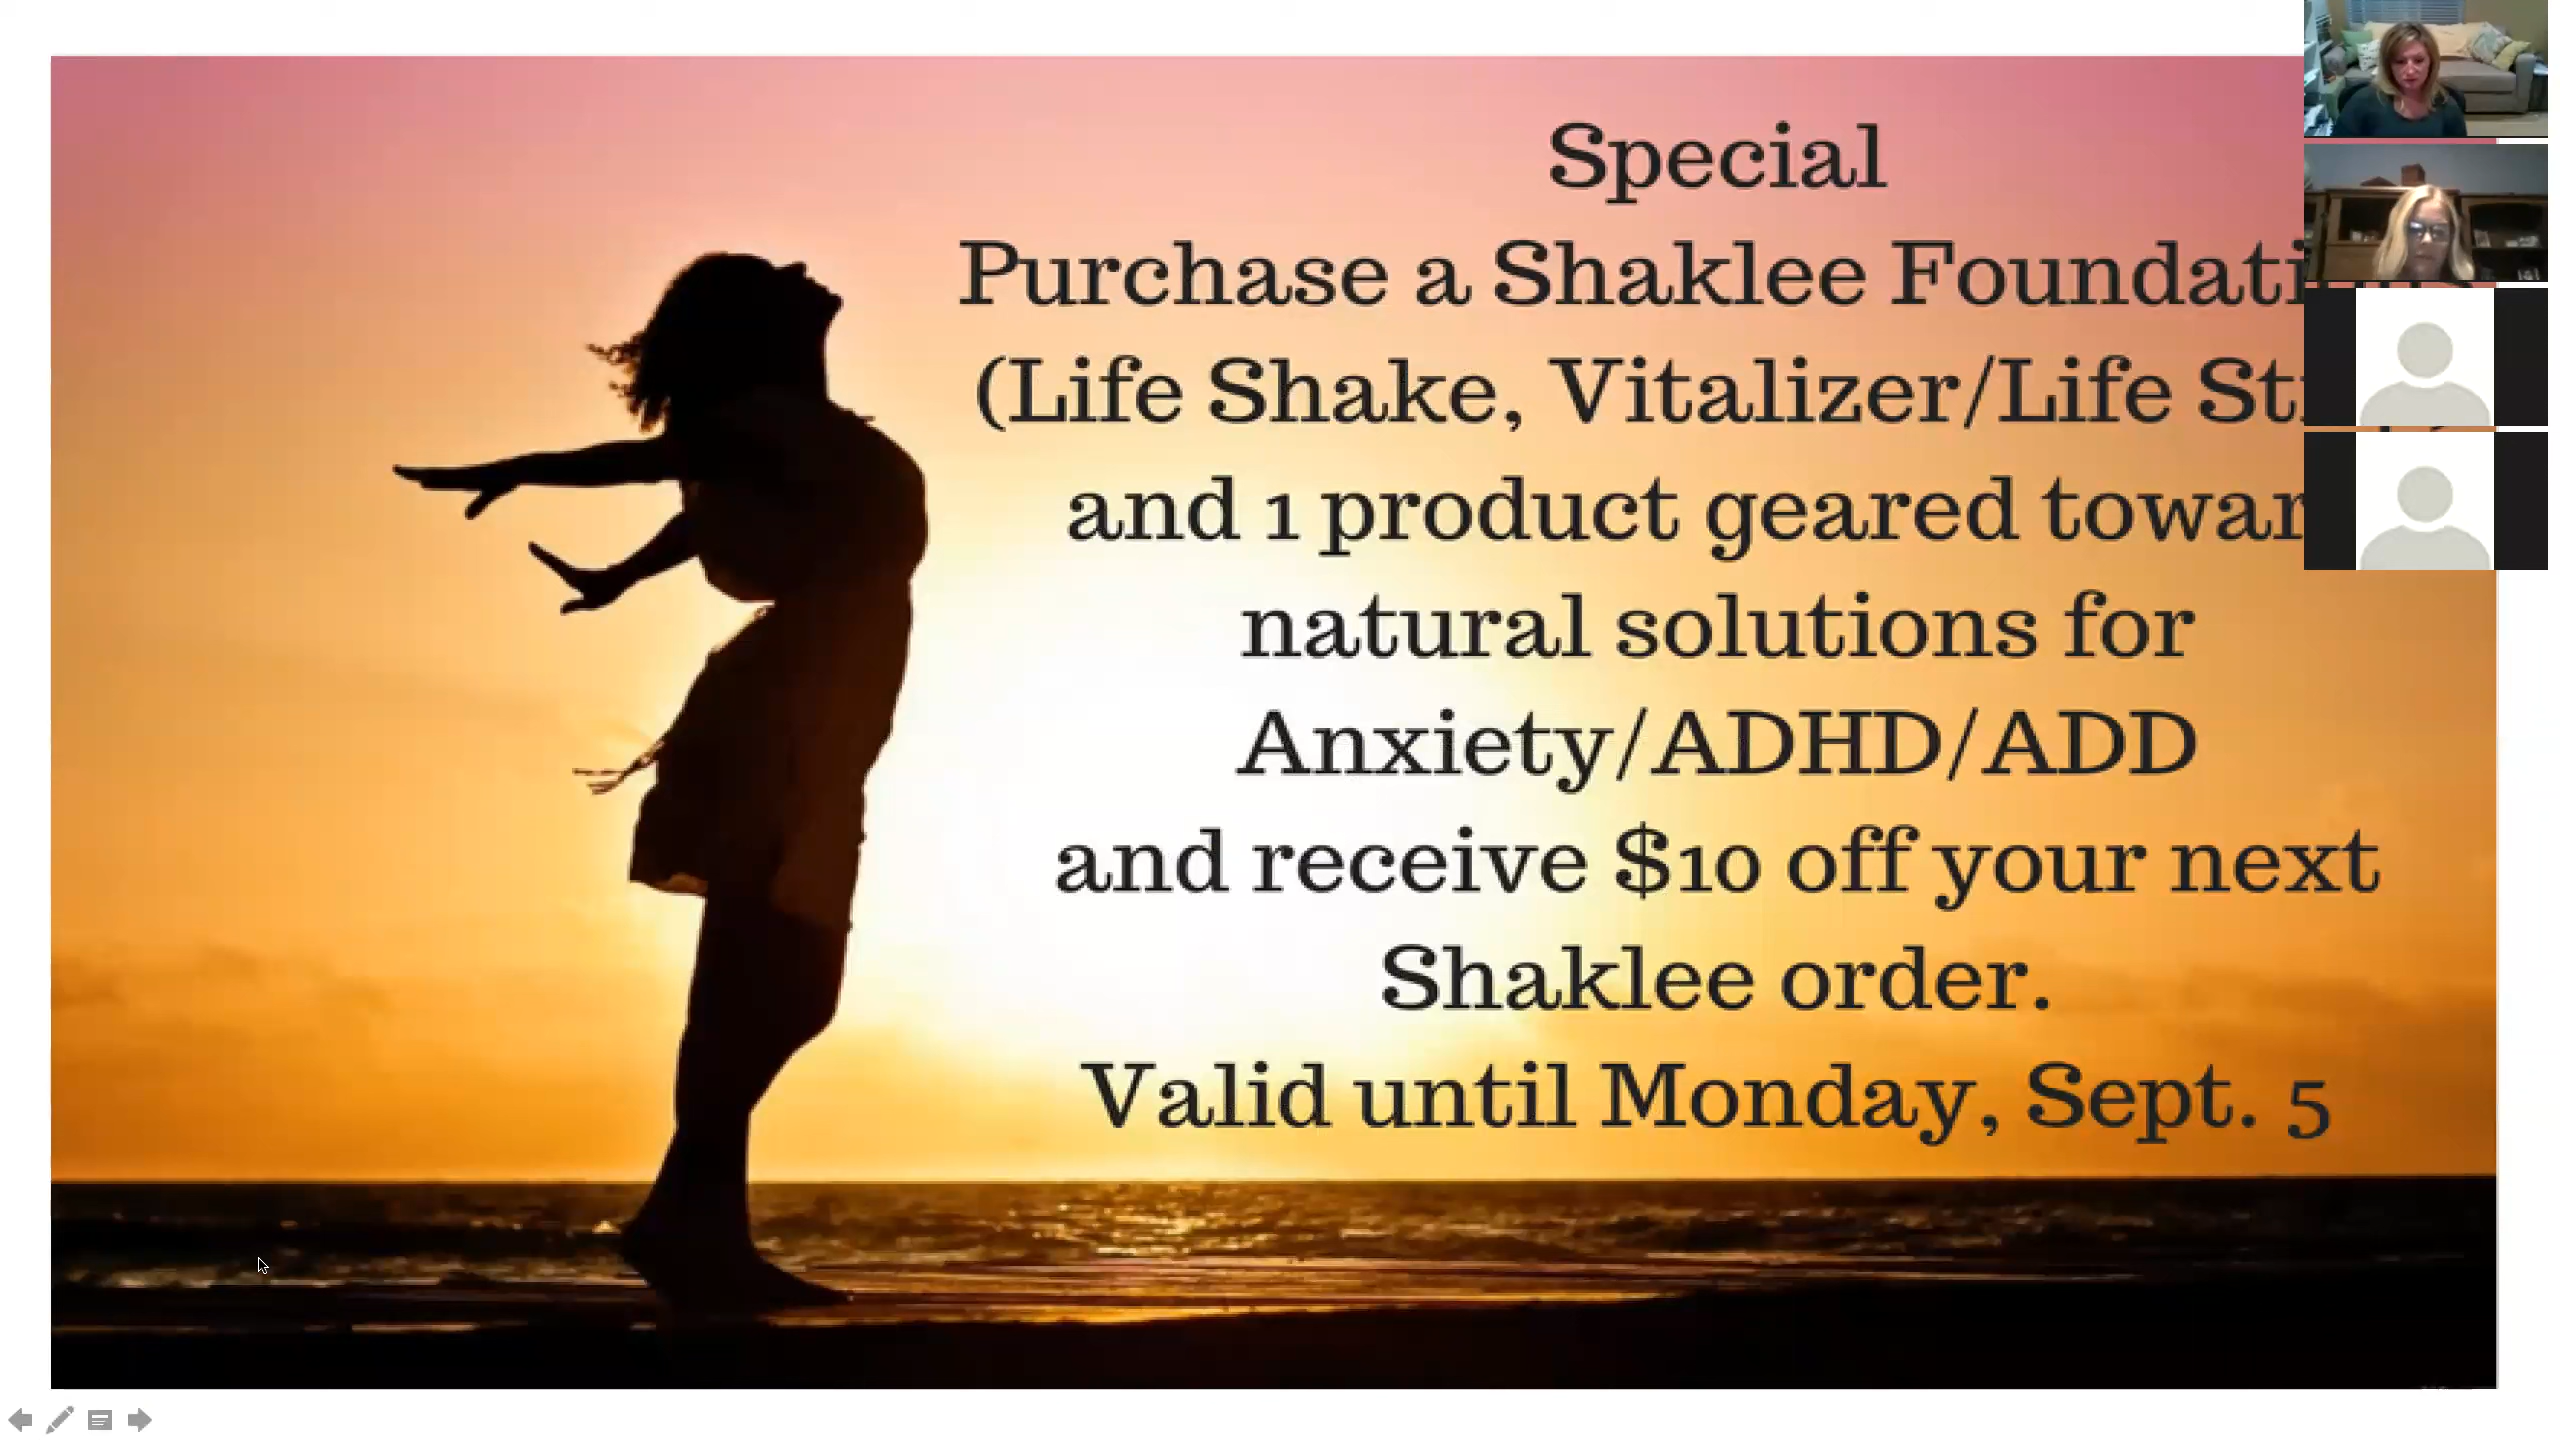 Special
Purchase a Shaklee
(Life Shake, Vitalizer/Life
and 1 product geared
natural solutions for
Anxiety/ADHD/ADD
and receive $10 off your next
Shaklee order.
Valid until Monday, Sept. 5